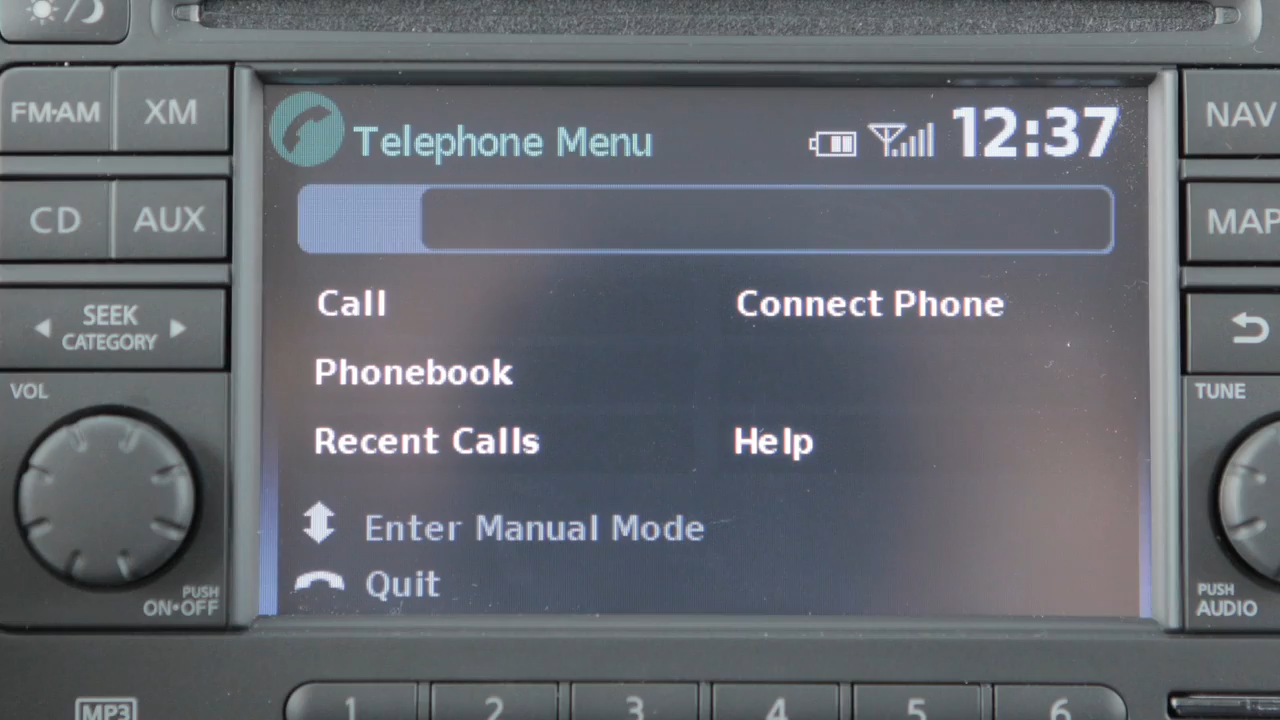 FM•AM XM
Telephone Menu 12:37
NAV
CD AUX
MAP
SEEK
CATEGORY
Call Connect Phone
Phonebook
Recent Calls Help
VOL
TUNE
Enter Manual Mode
Quit
PUSH
ON•OFF
PUSH
AUDIO
MP3
1 2 3 4 5 6